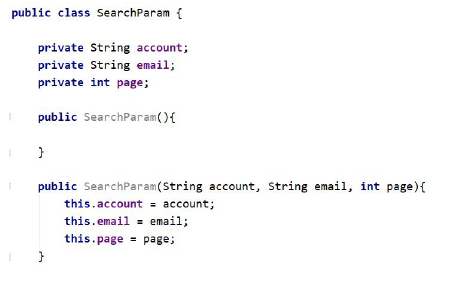 public class SearchParam {
private String account;
private String email;
private int page;
public SearchParam(){
}
public SearchParam(String account, String email, int page){
this.account = account;
this.email = email;
this.page = page;
}